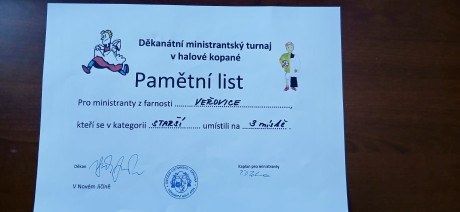 Děkanátní ministrantský turnaj
v halové kopané
Pamětní list
Pro ministranty z farnosti VEŘOVICE
kteří se v kategorii STARŠÍ umístili na 3 místě.
Děkan
Kaplan pro ministranty
V Novém Jičíně